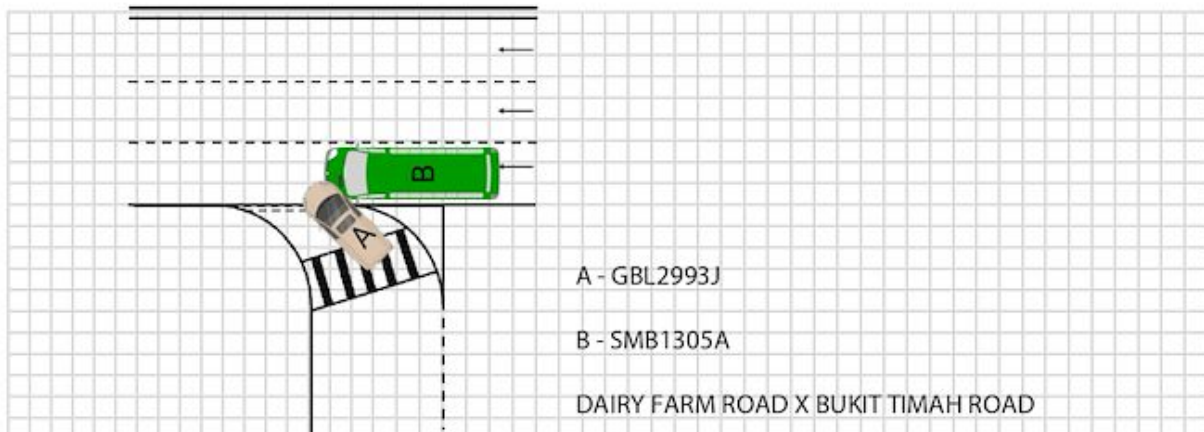 B
A
A - GBL2993J
B - SMB1305A
DAIRY FARM ROAD X BUKIT TIMAH ROAD